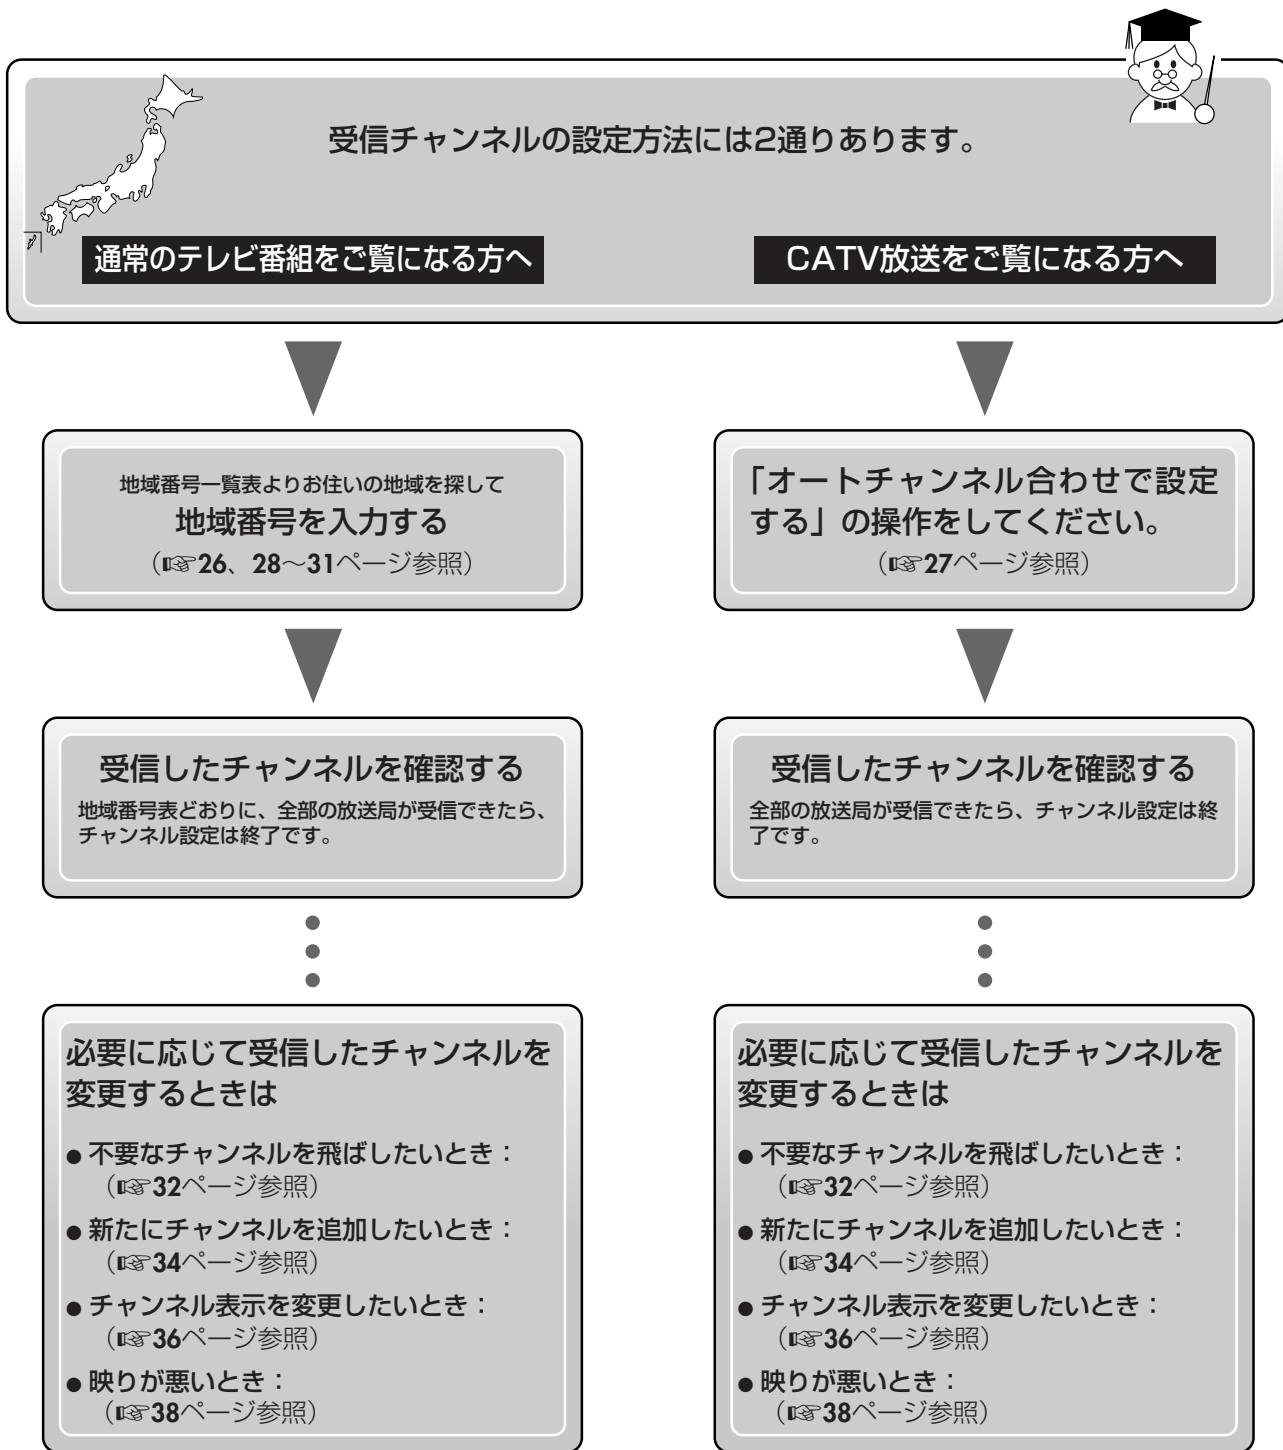 受信チャンネルの設定方法には2通りあります。
通常のテレビ番組をご覧になる方へ
地域番号一覧表よりお住いの地域を探して
地域番号を入力する
（☞26、28～31ページ参照）
受信したチャンネルを確認する
地域番号表どおりに、全部の放送局が受信できたら、
チャンネル設定は終了です。
必要に応じて受信したチャンネルを
変更するときは
● 不要なチャンネルを飛ばしたいとき：
（☞32ページ参照）
● 新たにチャンネルを追加したいとき：
（☞34ページ参照）
● チャンネル表示を変更したいとき：
（☞36ページ参照）
● 映りが悪いとき：
（☞38ページ参照）
CATV放送をご覧になる方へ
「オートチャンネル合わせで設定
する」の操作をしてください。
（☞27ページ参照）
受信したチャンネルを確認する
全部の放送局が受信できたら、チャンネル設定は終
了です。
必要に応じて受信したチャンネルを
変更するときは
● 不要なチャンネルを飛ばしたいとき：
（☞32ページ参照）
● 新たにチャンネルを追加したいとき：
（☞34ページ参照）
● チャンネル表示を変更したいとき：
（☞36ページ参照）
● 映りが悪いとき：
（☞38ページ参照）